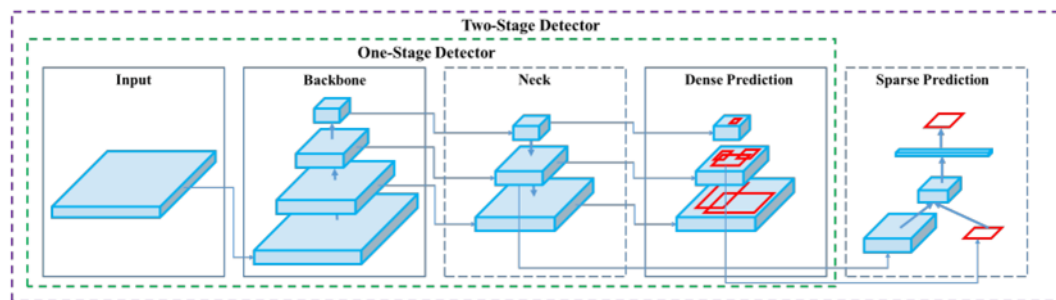 Two-Stage Detector
One-Stage Detector
Input
Backbone
Neck
Dense Prediction
Sparse Prediction